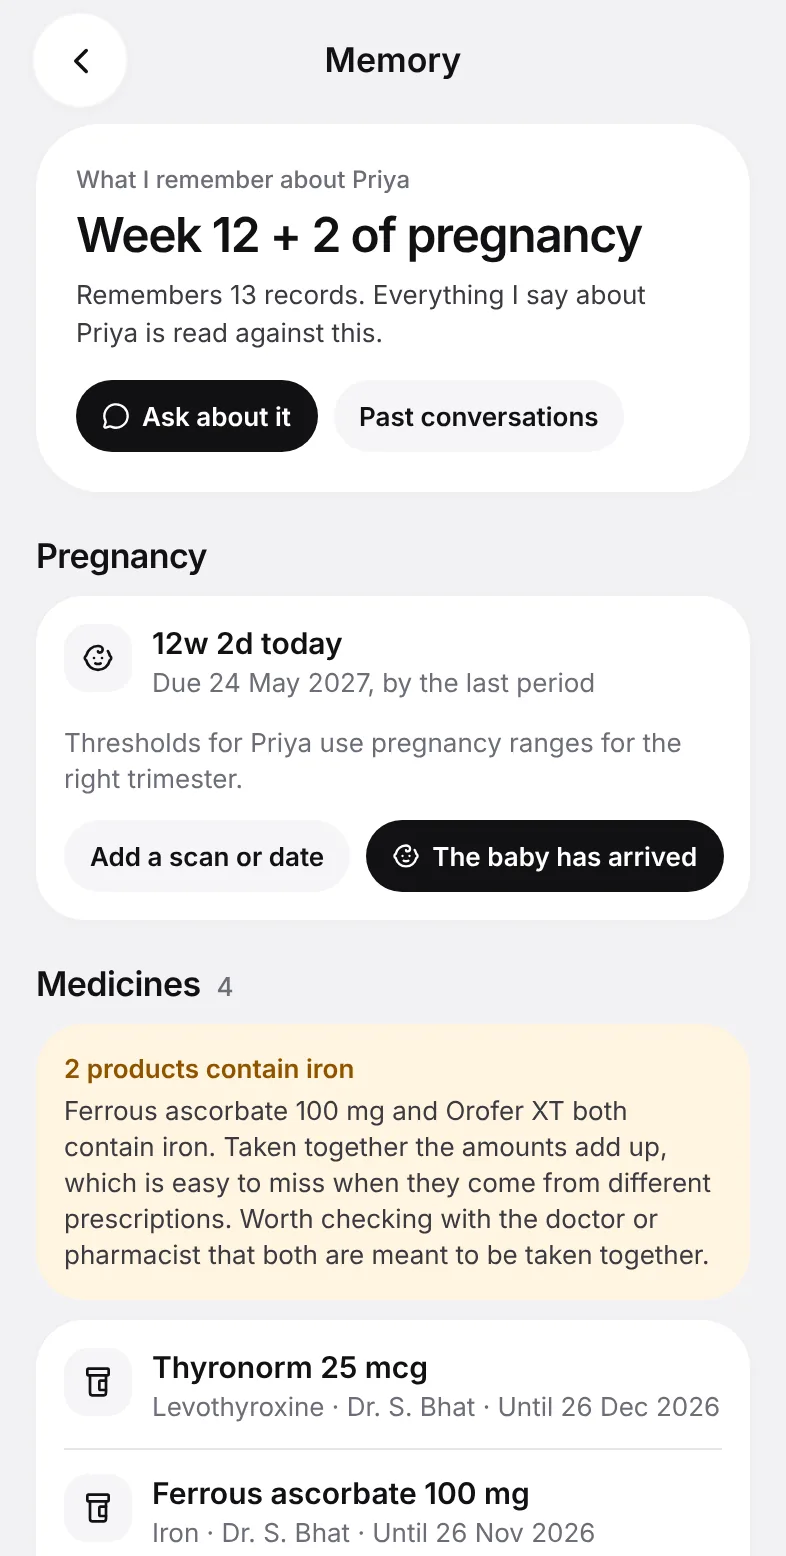 Memory
What I remember about Priya
Week 12 + 2 of pregnancy
Remembers 13 records. Everything I say about
Priya is read against this.
Ask about it
Past conversations
Pregnancy
12w 2d today
Due 24 May 2027, by the last period
Thresholds for Priya use pregnancy ranges for the
right trimester.
Add a scan or date
The baby has arrived
Medicines 4
2 products contain iron
Ferrous ascorbate 100 mg and Orofer XT both
contain iron. Taken together the amounts add up,
which is easy to miss when they come from different
prescriptions. Worth checking with the doctor or
pharmacist that both are meant to be taken together.
Thyronorm 25 mcg
Levothyroxine · Dr. S. Bhat · Until 26 Dec 2026
Ferrous ascorbate 100 mg
Iron · Dr. S. Bhat · Until 26 Nov 2026